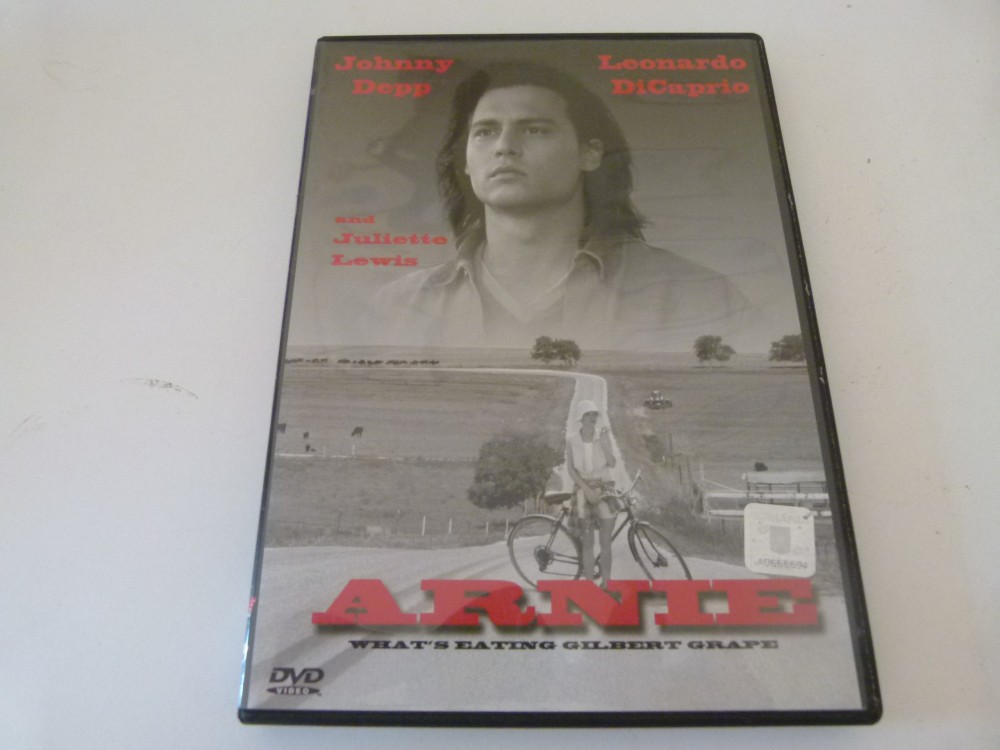 Johnny
Depp
Leonardo
DiCaprio
and
Juliette
Lewis
ARNIE
WHAT'S EATING GILBERT GRAPE
DVD
VIDEO